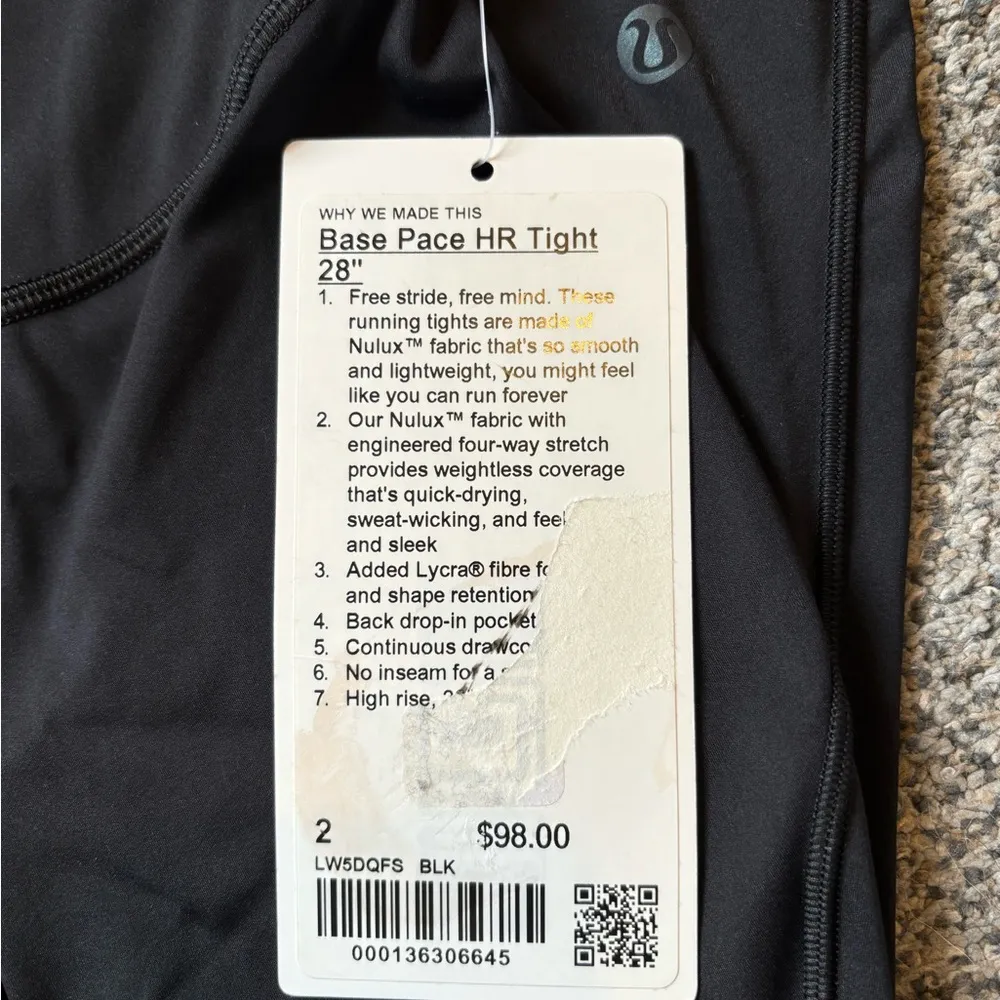 WHY WE MADE THIS
Base Pace HR Tight
28"
1. Free stride, free mind. These
running tights are made of
Nulux™ fabric that's so smooth
and lightweight, you might feel
like you can run forever
2. Our Nulux™ fabric with
engineered four-way stretch
provides weightless coverage
that's quick-drying,
sweat-wicking, and feel
and sleek
3. Added Lycra® fibre fo
and shape retention
4. Back drop-in pocket
5. Continuous drawco
6. No inseam for a
7. High rise,
2 $98.00
LW5DQFS BLK
000136306645